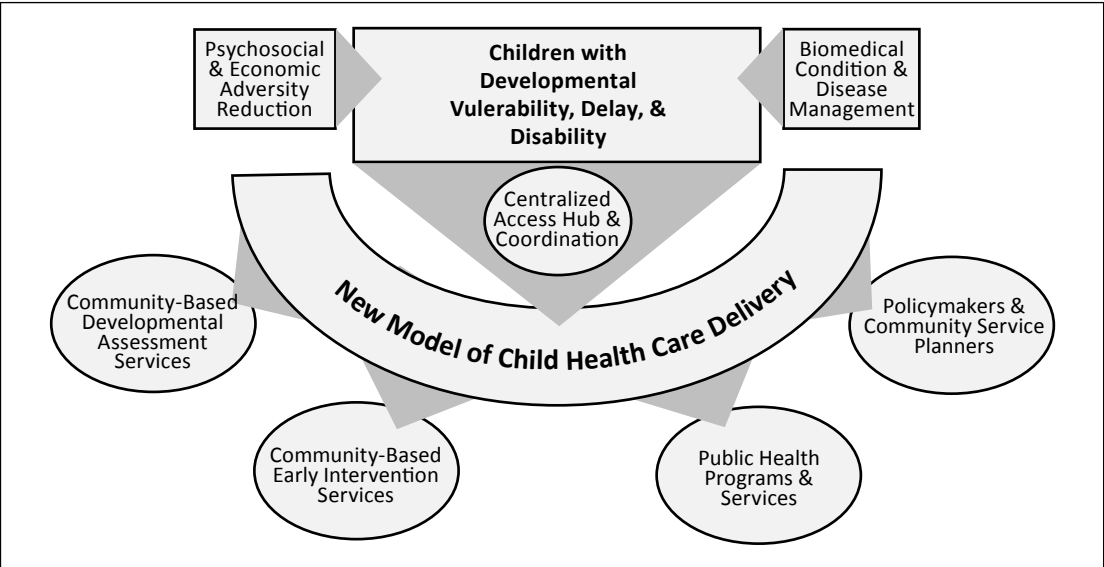 Psychosocial
& Economic
Adversity
Reduction
Children with
Developmental
Vulerability, Delay, &
Disability
Biomedical
Condition &
Disease
Management
Centralized
Access Hub &
Coordination
New Model of Child Health Care Delivery
Community-Based
Developmental
Assessment
Services
Community-Based
Early Intervention
Services
Public Health
Programs &
Services
Policymakers &
Community Service
Planners